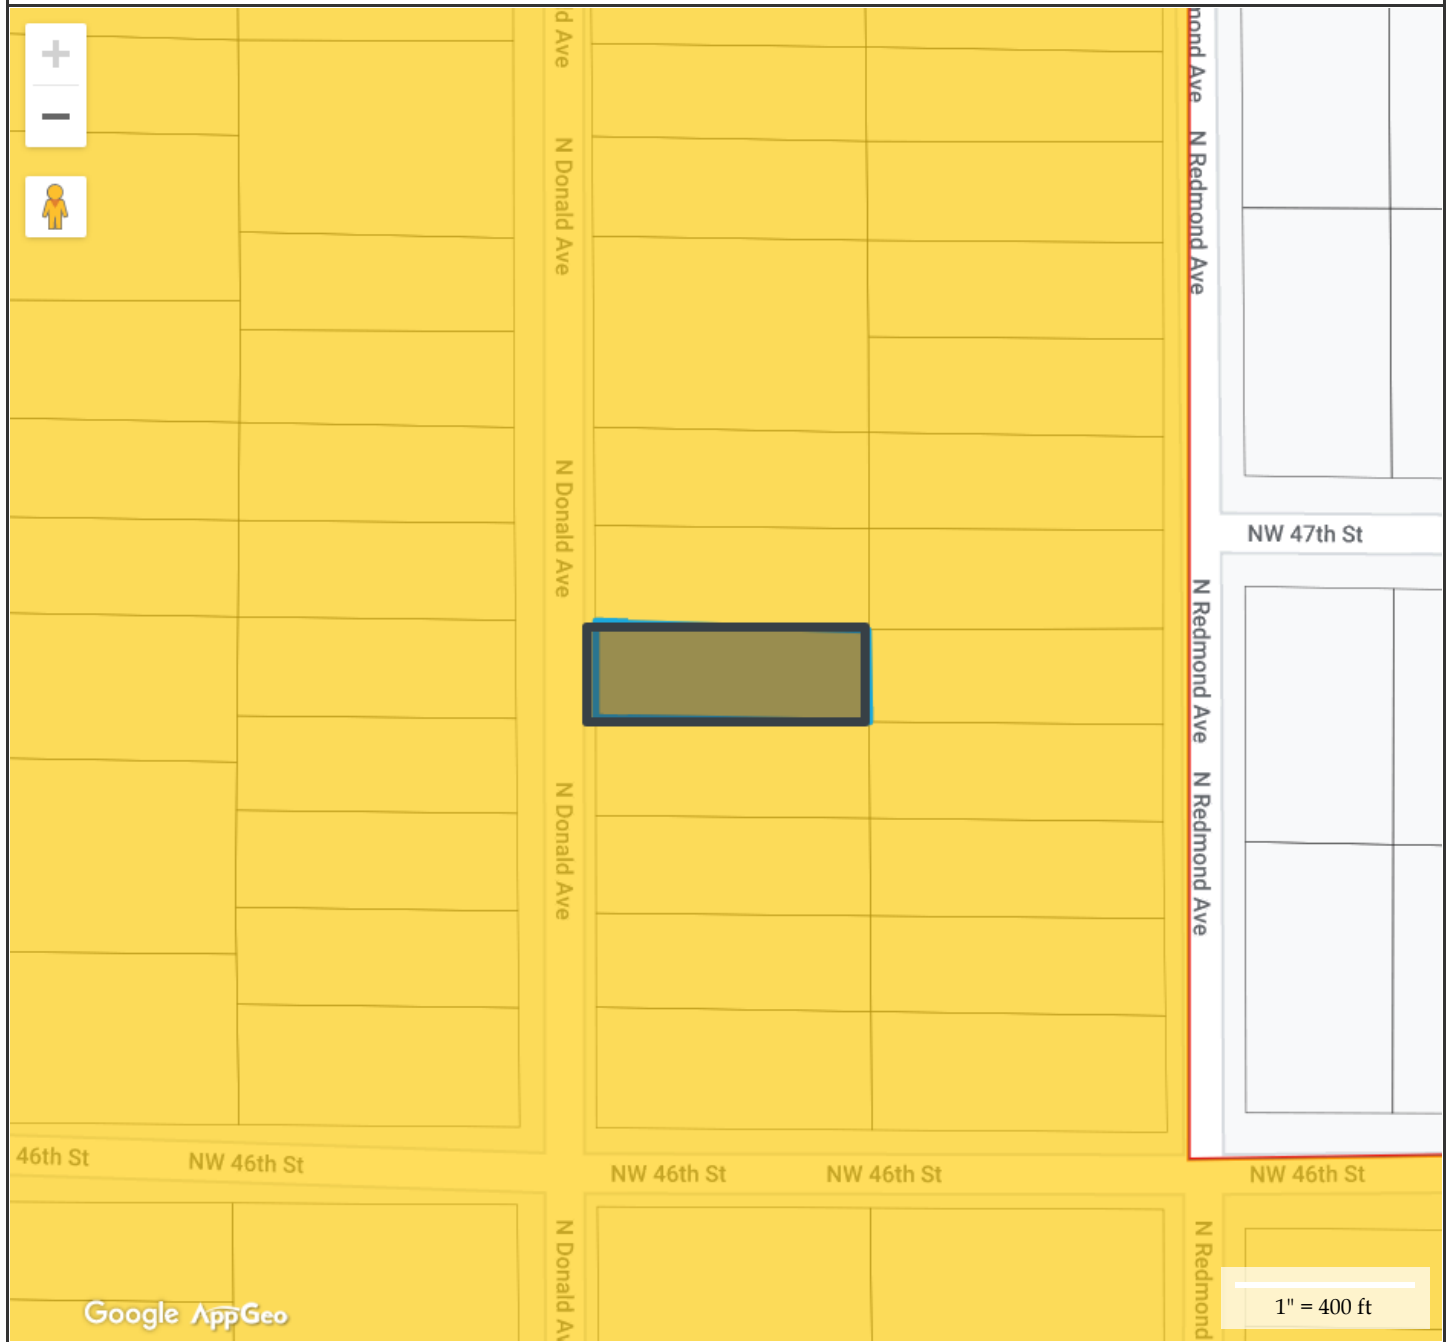 d Ave
N Donald Ave
N Donald Ave
N Donald Ave
N Donald Av
mond Ave
N Redmond Ave
N Redmond Ave
N Redmond Ave
N Redmond
NW 47th St
46th St
NW 46th St
NW 46th St
NW 46th St
NW 46th St
Google AppGeo
1" = 400 ft